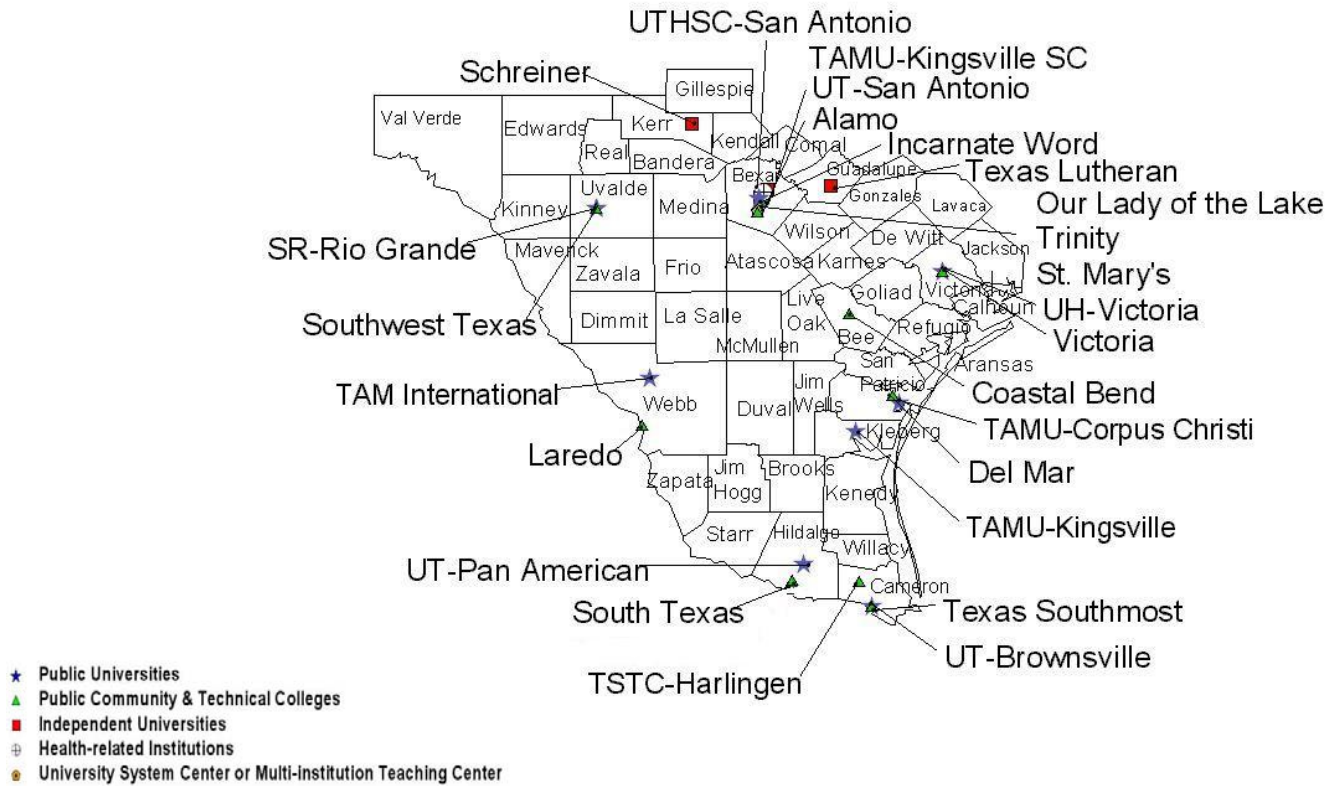 UTHSC-San Antonio
TAMU-Kingsville SC
Schreiner
UT-San Antonio
Gillespie
Alamo
Val Verde
Edwards
Kerr
Kendall
Comal
Incarnate Word
Real
Bandera
Bexar
Guadalupe
Texas Lutheran
Uvalde
Kinney
Medina
Gonzales
Lavaca
Our Lady of the Lake
Wilson
De Witt
Trinity
SR-Rio Grande
Maverick
Jackson
Zavala
Frio
Atascosa
Karnes
St. Mary's
Goliad
Victoria
Calhoun
UH-Victoria
Southwest Texas
Dimmit
La Salle
Live
Oak
Bee
Refugio
Victoria
McMullen
San
Patricio
Aransas
TAM International
Webb
Duval
Jim
Wells
Coastal Bend
Kleberg
TAMU-Corpus Christi
Laredo
Zapata
Jim
Hogg
Brooks
Del Mar
Kenedy
TAMU-Kingsville
Starr
Hildalgo
Willacy
UT-Pan American
Cameron
South Texas
Texas Southmost
UT-Brownsville
TSTC-Harlingen
Public Universities
Public Community & Technical Colleges
Independent Universities
Health-related Institutions
University System Center or Multi-institution Teaching Center